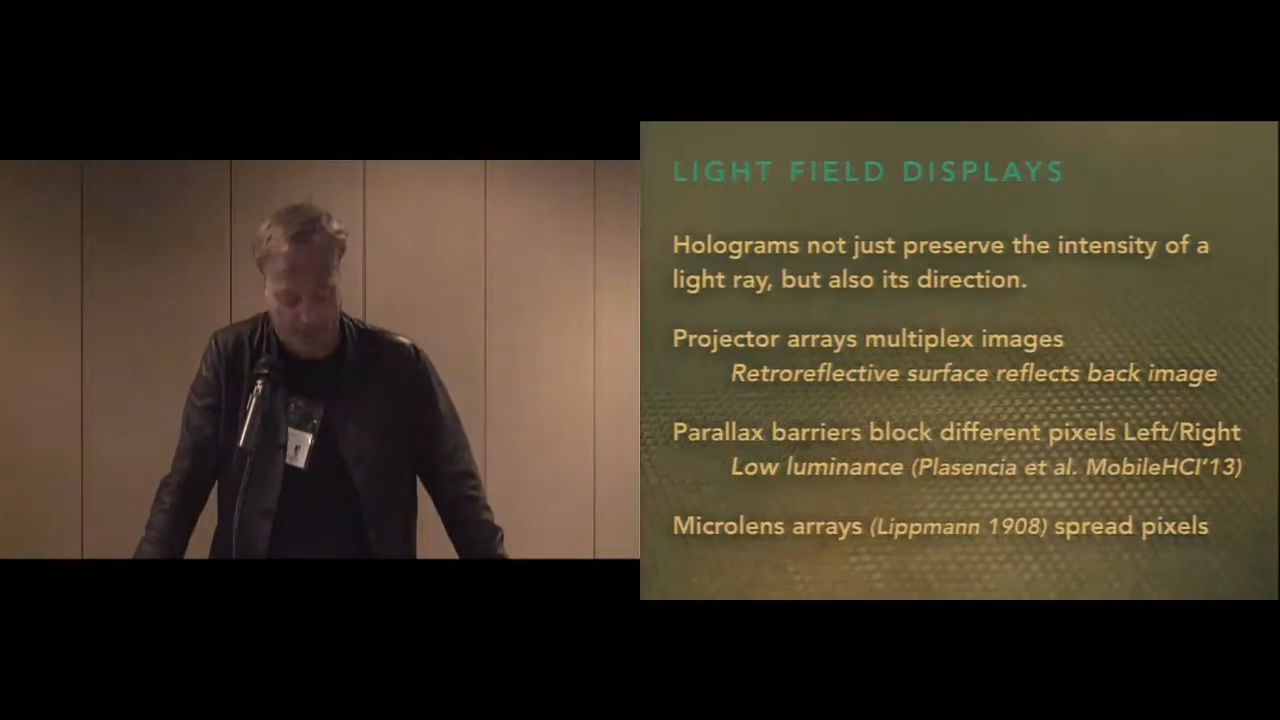 LIGHT FIELD DISPLAYS
Holograms not just preserve the intensity of a
light ray, but also its direction.
Projector arrays multiplex images
Retroreflective surface reflects back image
Parallax barriers block different pixels Left/Right
Low luminance (Plasencia et al. MobileHCI'13)
Microlens arrays (Lippmann 1908) spread pixels